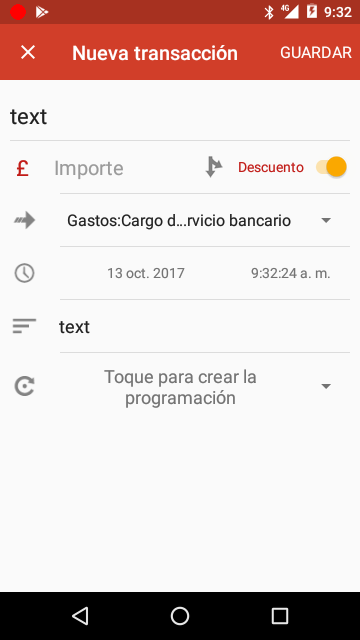 4G 9:32
Nueva transacción GUARDAR
text
£ Importe Descuento
Gastos:Cargo d...rvicio bancario
13 oct. 2017 9:32:24 a. m.
text
Toque para crear la
programación